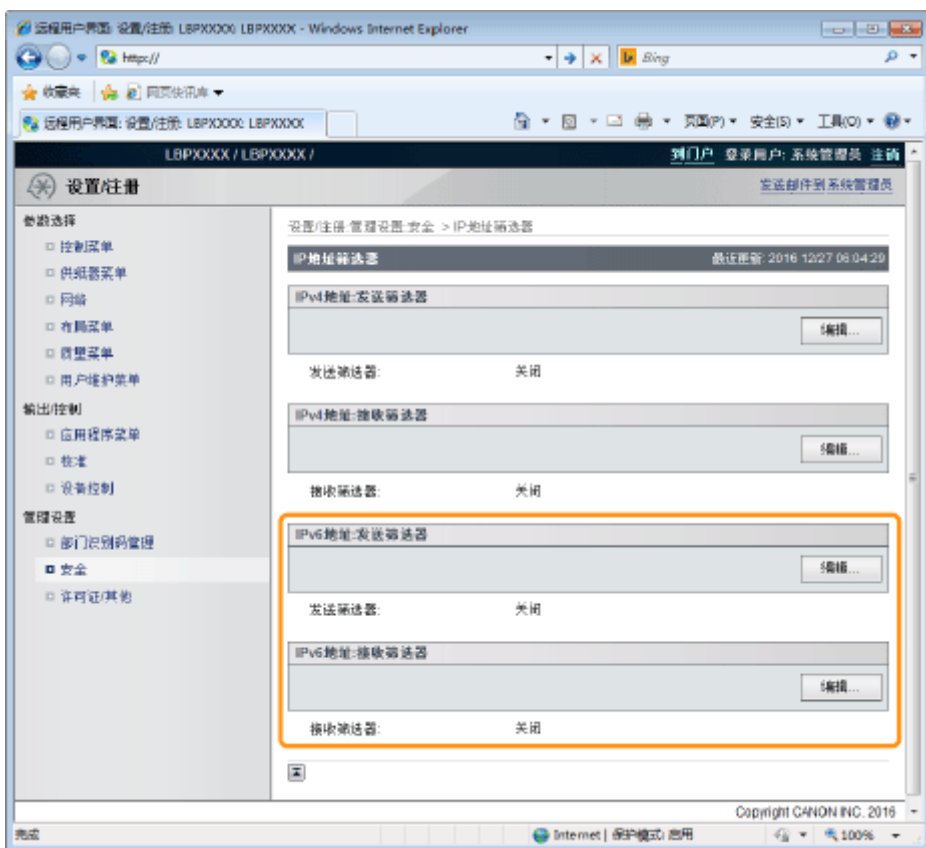 远程用户界面: 设置/注册: LBPXXXX: LBPXXXX - Windows Internet Explorer
http://
Bing
收藏夹 网页快讯库
远程用户界面: 设置/注册: LBPXXXX: LBPXXXX
页面(P) 安全(S) 工具(O)
LBPXXXX / LBPXXXX / 到门户 登录用户: 系统管理员 注销
设置/注册 发送邮件到系统管理员
参数选择
控制菜单
供纸器菜单
网络
布局菜单
质量菜单
用户维护菜单
输出/控制
应用程序菜单
校准
设备控制
管理设置
部门识别码管理
安全
许可证/其他
设置/注册:管理设置:安全 > IP地址筛选器
IP地址筛选器 最近更新: 2016 12/27 06:04:29
IPv4地址:发送筛选器
编辑...
发送筛选器: 关闭
IPv4地址:接收筛选器
编辑...
接收筛选器: 关闭
IPv6地址:发送筛选器
编辑...
发送筛选器: 关闭
IPv6地址:接收筛选器
编辑...
接收筛选器: 关闭
Copyright CANON INC. 2016
完成 Internet | 保护模式: 启用 100%